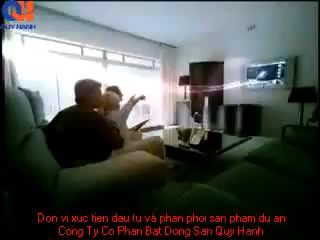 QUY HANH
Don vi xuc tien dau tu và phan phoi san pham du an
Cong Ty Co Phan Bat Dong San Quy Hanh